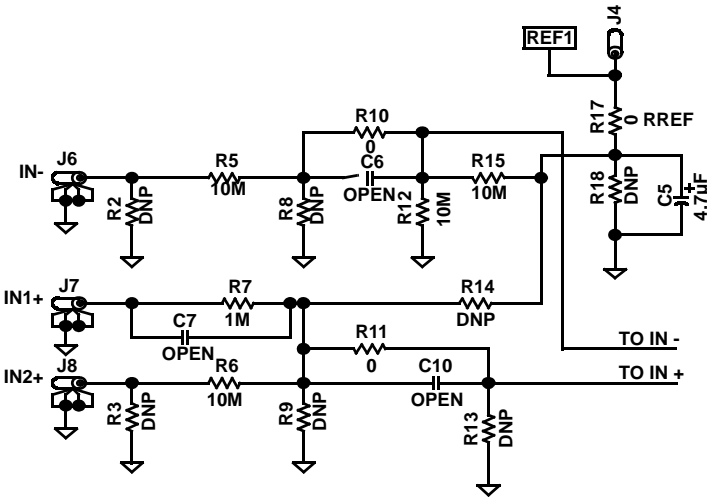 J4
REF1
R17
0 RREF
R10
0
J6
IN-
R5
10M
C6
OPEN
R15
10M
R2
DNP
R8
DNP
R12
10M
R18
DNP
C5
+
4.7µF
J7
IN1+
R7
1M
R14
DNP
C7
OPEN
R11
0
TO IN -
J8
IN2+
R6
10M
C10
OPEN
TO IN +
R3
DNP
R9
DNP
R13
DNP